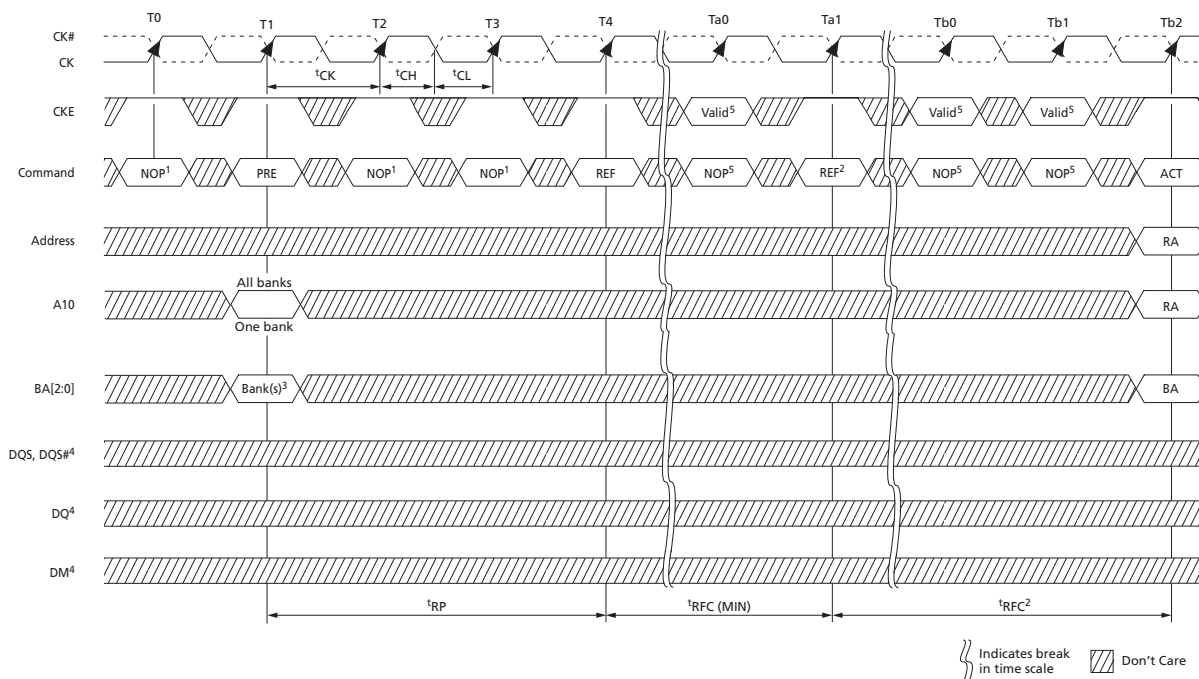 T0 T1 T2 T3 T4 Ta0 Ta1 Tb0 Tb1 Tb2
CK#
CK
tCK tCH tCL
CKE Valid5 Valid5 Valid5
Command NOP1 PRE NOP1 NOP1 REF NOP5 REF2 NOP5 NOP5 ACT
Address RA
All banks
A10 RA
One bank
BA[2:0] Bank(s)3 BA
DQS, DQS#4
DQ4
DM4
tRP tRFC (MIN) tRFC2
Indicates break
in time scale
Don't Care